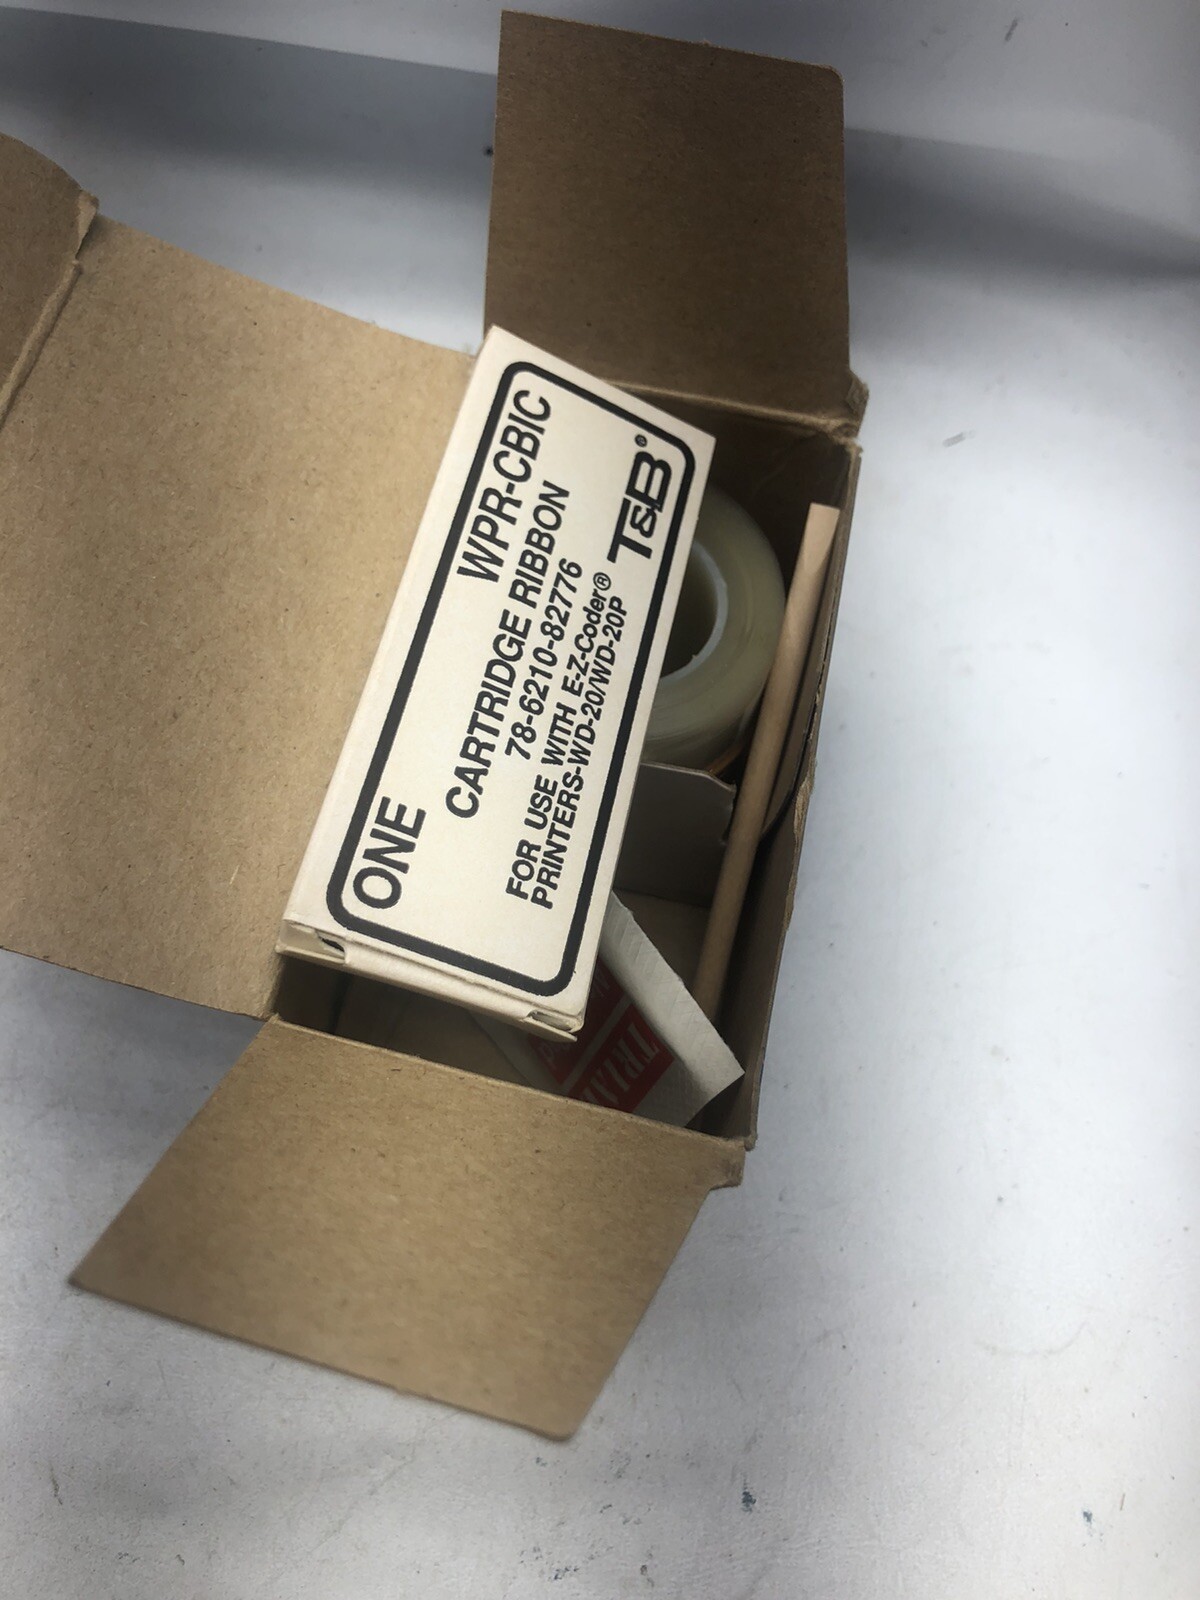 ONE WPR-CBIC
CARTRIDGE RIBBON
78-6210-82776
FOR USE WITH E-Z-Coder®
PRINTERS-WD-20/WD-20P
T&B®